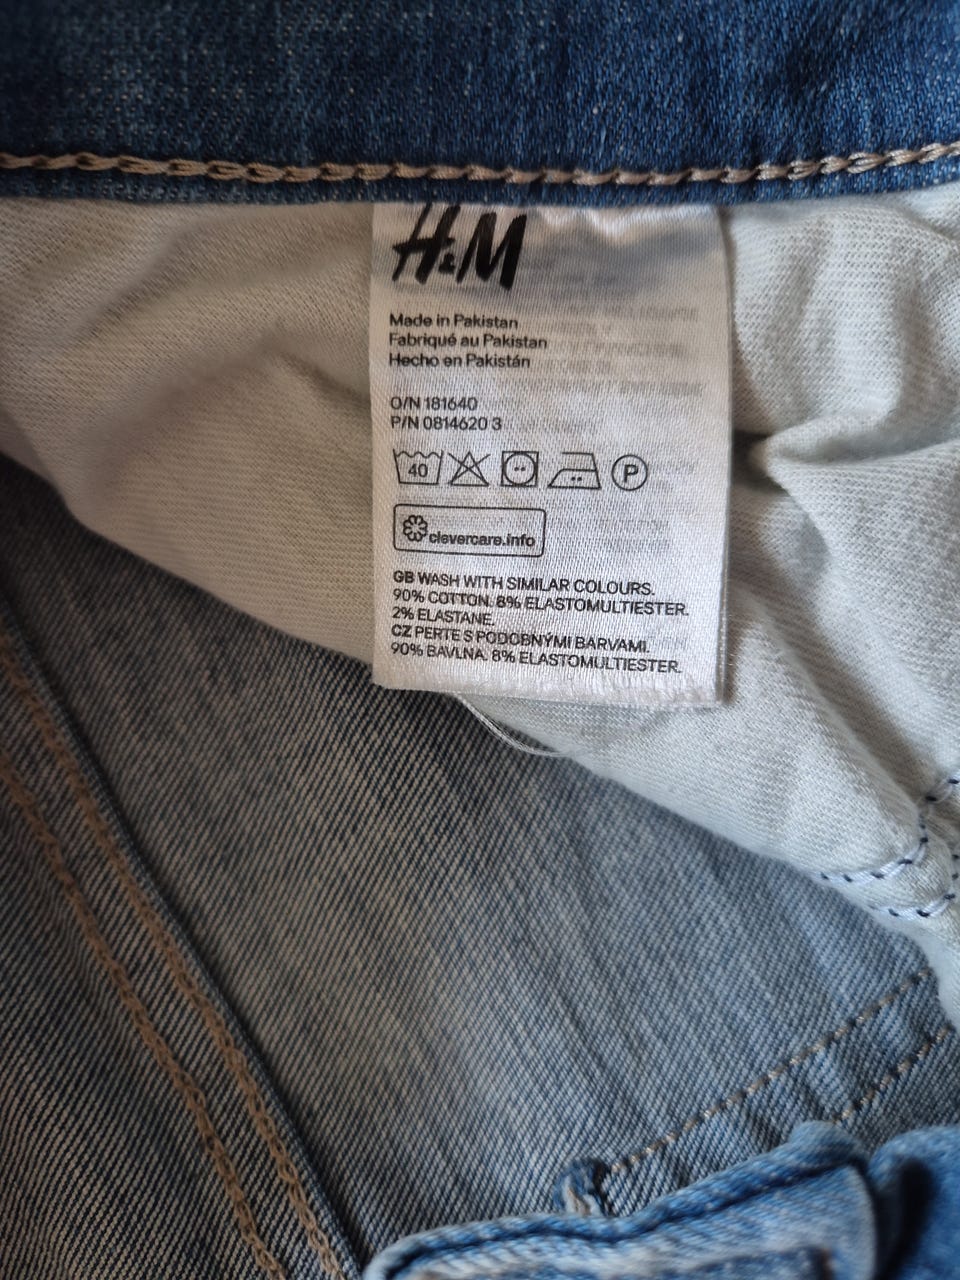 H&M
Made in Pakistan
Fabriqué au Pakistan
Hecho en Pakistán
O/N 181640
P/N 0814620 3
40 P
clevercare.info
GB WASH WITH SIMILAR COLOURS.
90% COTTON. 8% ELASTOMULTIESTER.
2% ELASTANE.
CZ PERTE S PODOBNÝMI BARVAMI.
90% BAVLNA. 8% ELASTOMULTIESTER.